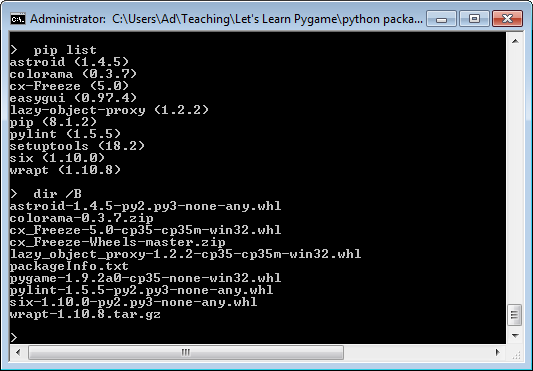 Administrator: C:\Users\Ad\Teaching\Let's Learn Pygame\python packa...
> pip list
astroid (1.4.5)
colorama (0.3.7)
cx-Freeze (5.0)
easygui (0.97.4)
lazy-object-proxy (1.2.2)
pip (8.1.2)
pylint (1.5.5)
setuptools (18.2)
six (1.10.0)
wrapt (1.10.8)
> dir /B
astroid-1.4.5-py2.py3-none-any.whl
colorama-0.3.7.zip
cx_Freeze-5.0-cp35-cp35m-win32.whl
cx_Freeze-Wheels-master.zip
lazy_object_proxy-1.2.2-cp35-cp35m-win32.whl
packageInfo.txt
pygame-1.9.2a0-cp35-none-win32.whl
pylint-1.5.5-py2.py3-none-any.whl
six-1.10.0-py2.py3-none-any.whl
wrapt-1.10.8.tar.gz
>